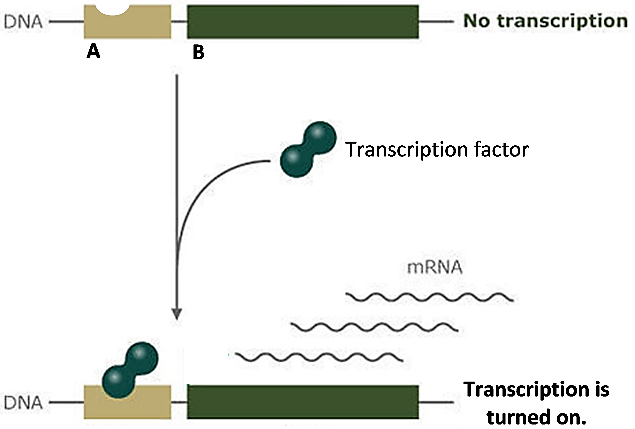 DNA
No transcription
A
B
Transcription factor
mRNA
DNA
Transcription is
turned on.